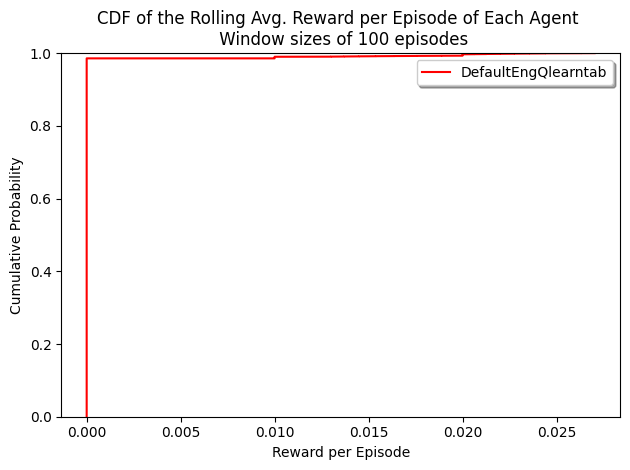 CDF of the Rolling Avg. Reward per Episode of Each Agent
Window sizes of 100 episodes
DefaultEngQlearntab
Cumulative Probability
1.0
0.8
0.6
0.4
0.2
0.0
0.000 0.005 0.010 0.015 0.020 0.025
Reward per Episode